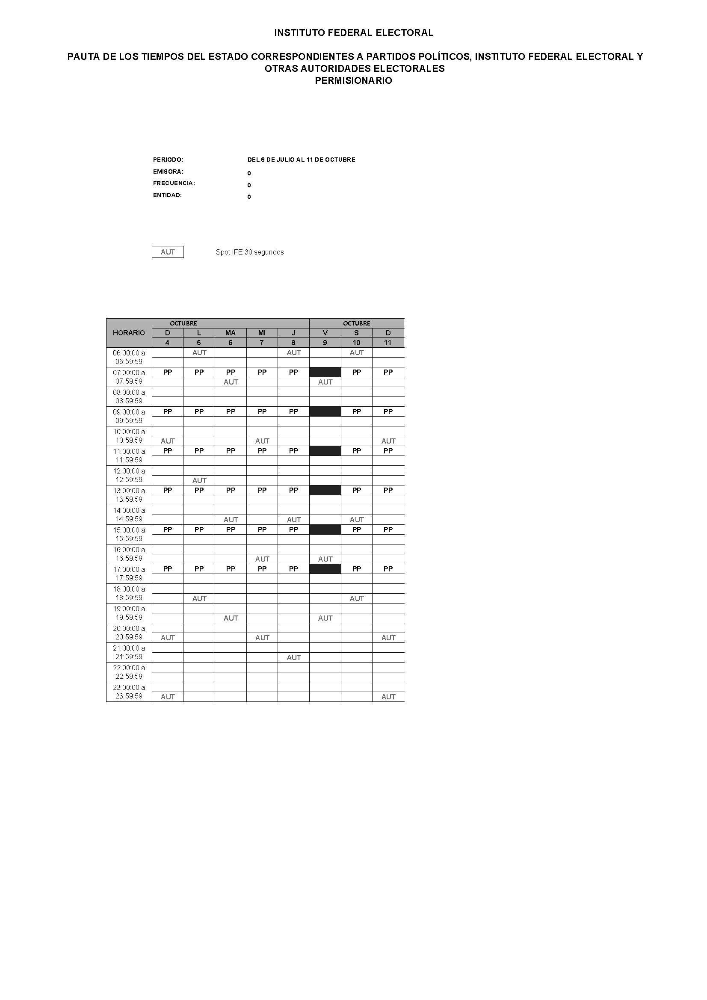 INSTITUTO FEDERAL ELECTORAL
PAUTA DE LOS TIEMPOS DEL ESTADO CORRESPONDIENTES A PARTIDOS POLÍTICOS, INSTITUTO FEDERAL ELECTORAL Y
OTRAS AUTORIDADES ELECTORALES
PERMISIONARIO
PERIODO: DEL 6 DE JULIO AL 11 DE OCTUBRE
EMISORA: 0
FRECUENCIA: 0
ENTIDAD: 0
AUT Spot IFE 30 segundos
OCTUBRE OCTUBRE
HORARIO D L MA MI J V S D
4 5 6 7 8 9 10 11
06:00:00 a AUT AUT AUT
06:59:59
07:00:00 a PP PP PP PP PP PP PP
07:59:59 AUT AUT
08:00:00 a
08:59:59
09:00:00 a PP PP PP PP PP PP PP
09:59:59
10:00:00 a
10:59:59 AUT AUT AUT
11:00:00 a PP PP PP PP PP PP PP
11:59:59
12:00:00 a
12:59:59 AUT
13:00:00 a PP PP PP PP PP PP PP
13:59:59
14:00:00 a
14:59:59 AUT AUT AUT
15:00:00 a PP PP PP PP PP PP PP
15:59:59
16:00:00 a
16:59:59 AUT AUT
17:00:00 a PP PP PP PP PP PP PP
17:59:59
18:00:00 a
18:59:59 AUT AUT
19:00:00 a
19:59:59 AUT AUT
20:00:00 a
20:59:59 AUT AUT AUT
21:00:00 a
21:59:59 AUT
22:00:00 a
22:59:59
23:00:00 a
23:59:59 AUT AUT